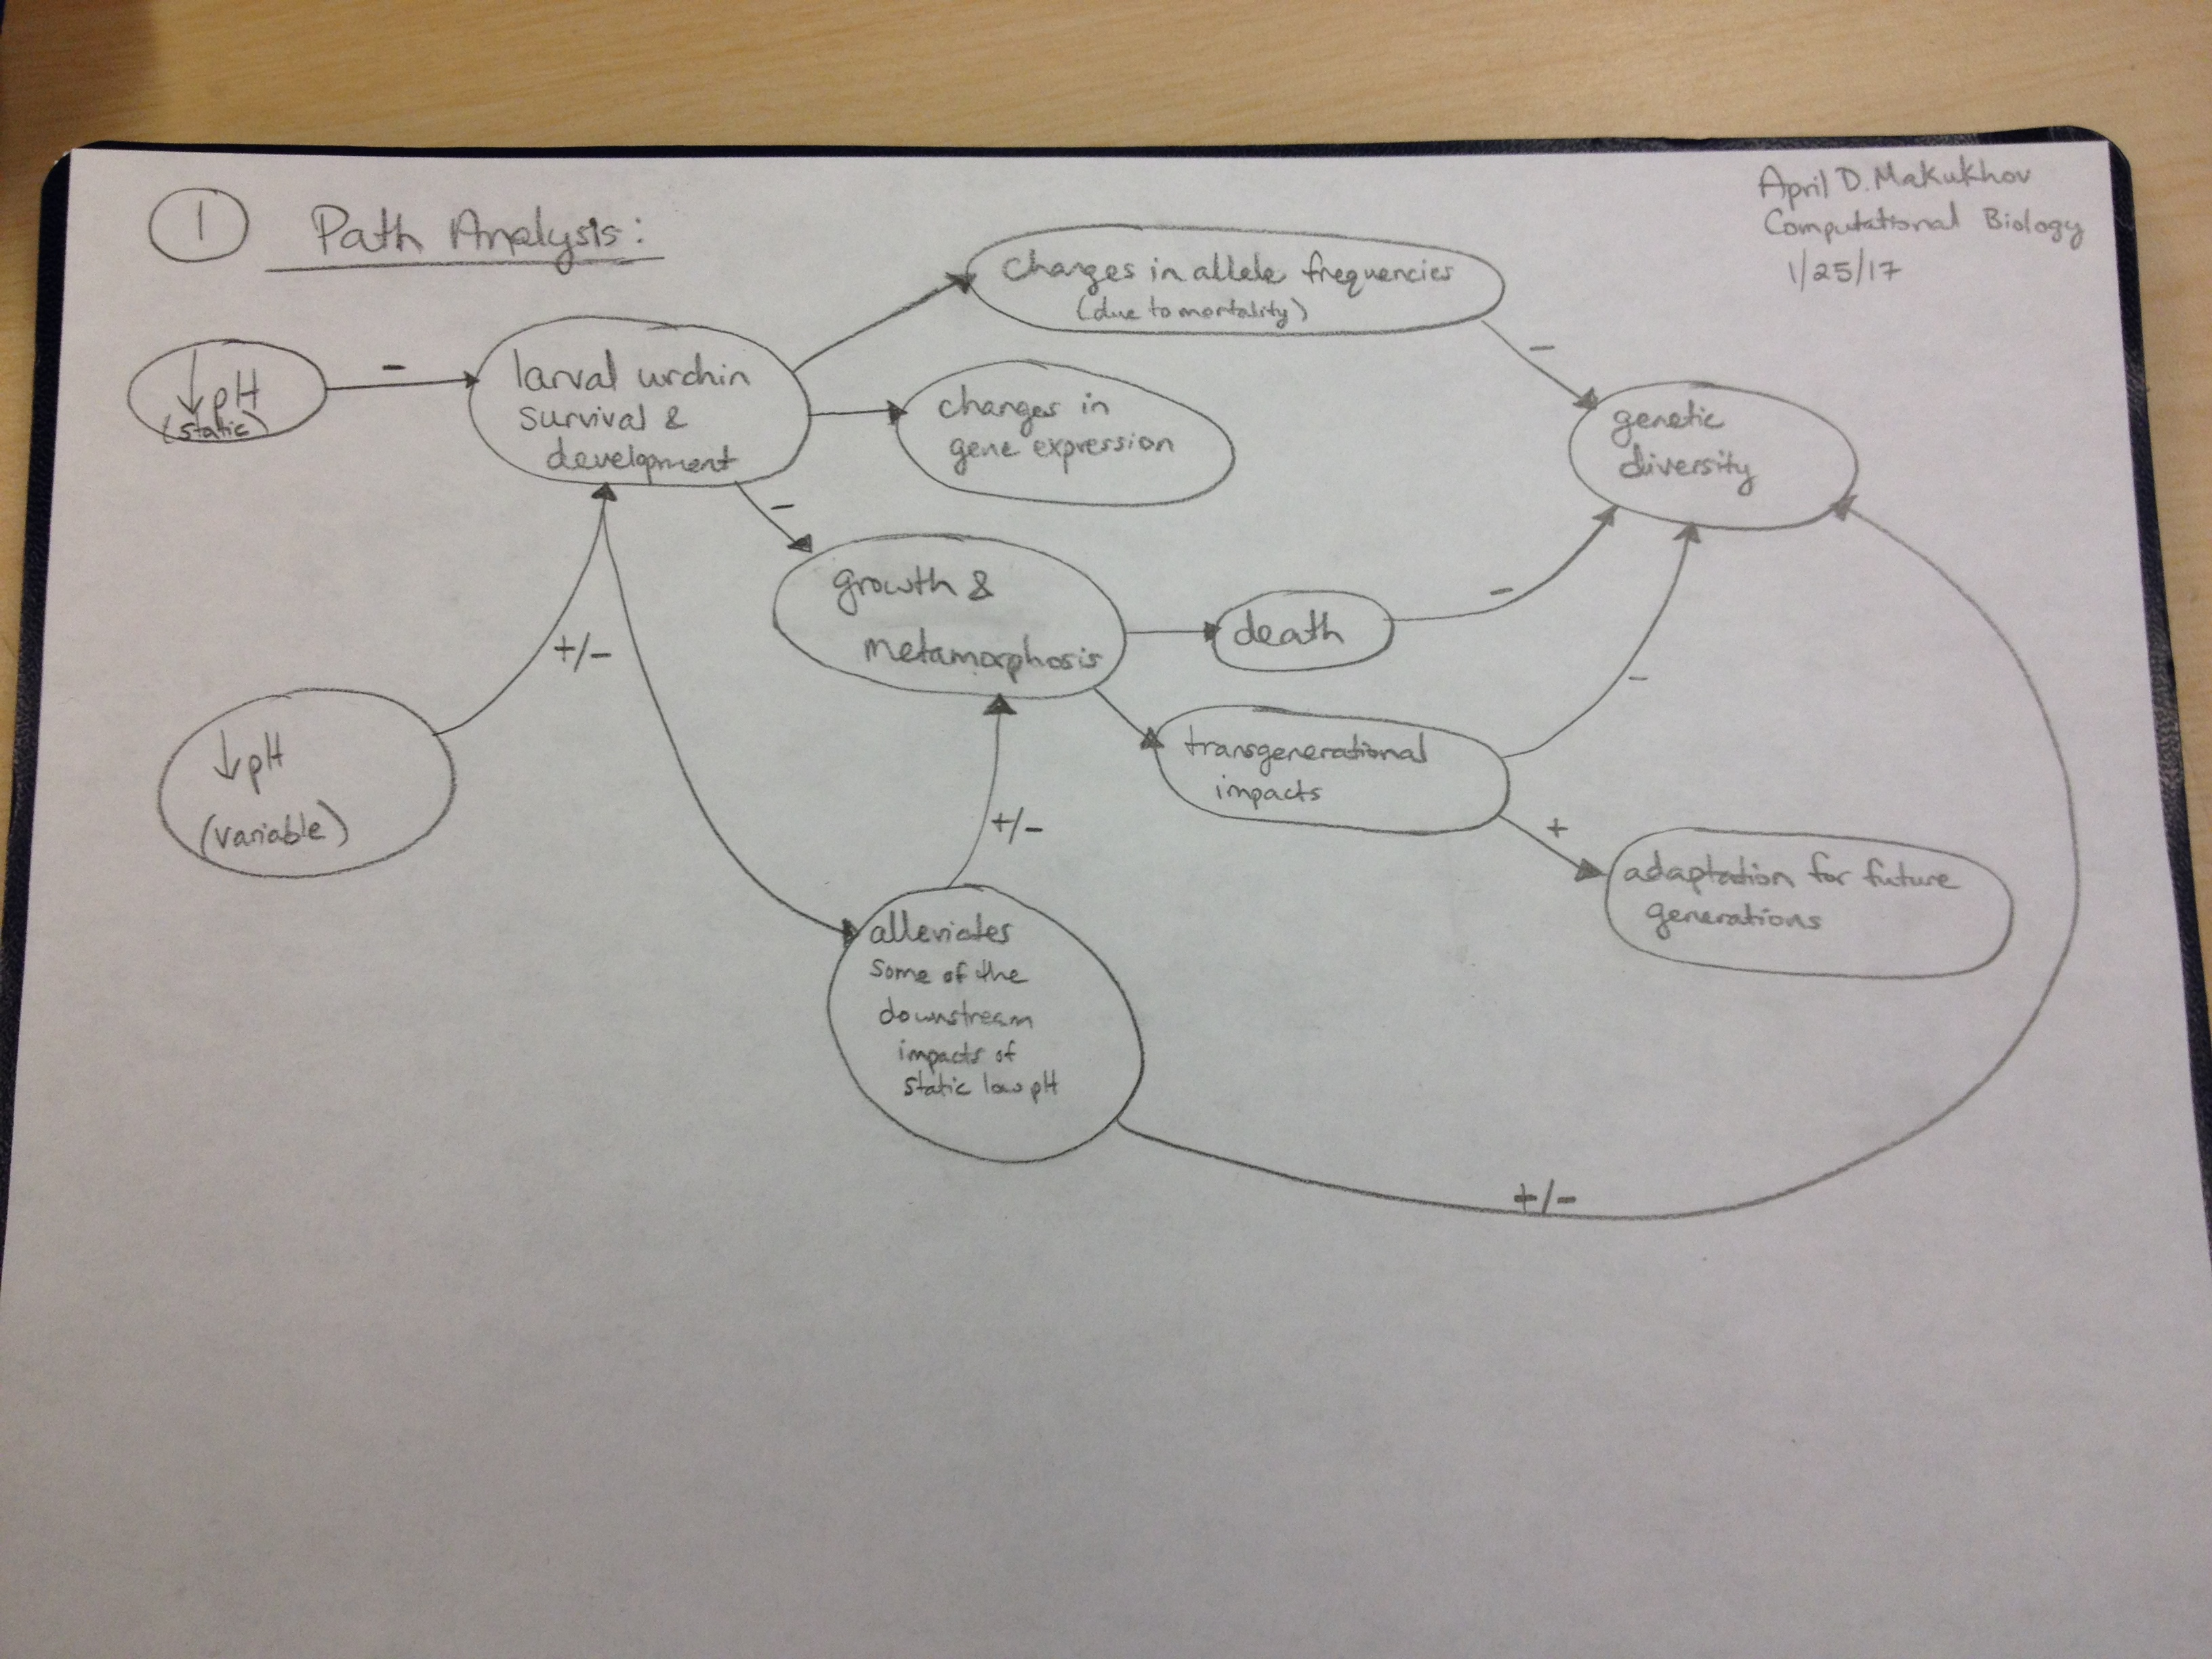 ① Path Analysis:
April D. Makukhov
Computational Biology
1/25/17
↓pH
(static)
-
larval urchin
survival &
development
changes in allele frequencies
(due to mortality)
-
changes in
gene expression
-
growth &
metamorphosis
death
-
genetic
diversity
transgenerational
impacts
-
+
adaptation for future
generations
↓pH
(variable)
+/-
alleviates
some of the
downstream
impacts of
static low pH
+/-
+/-